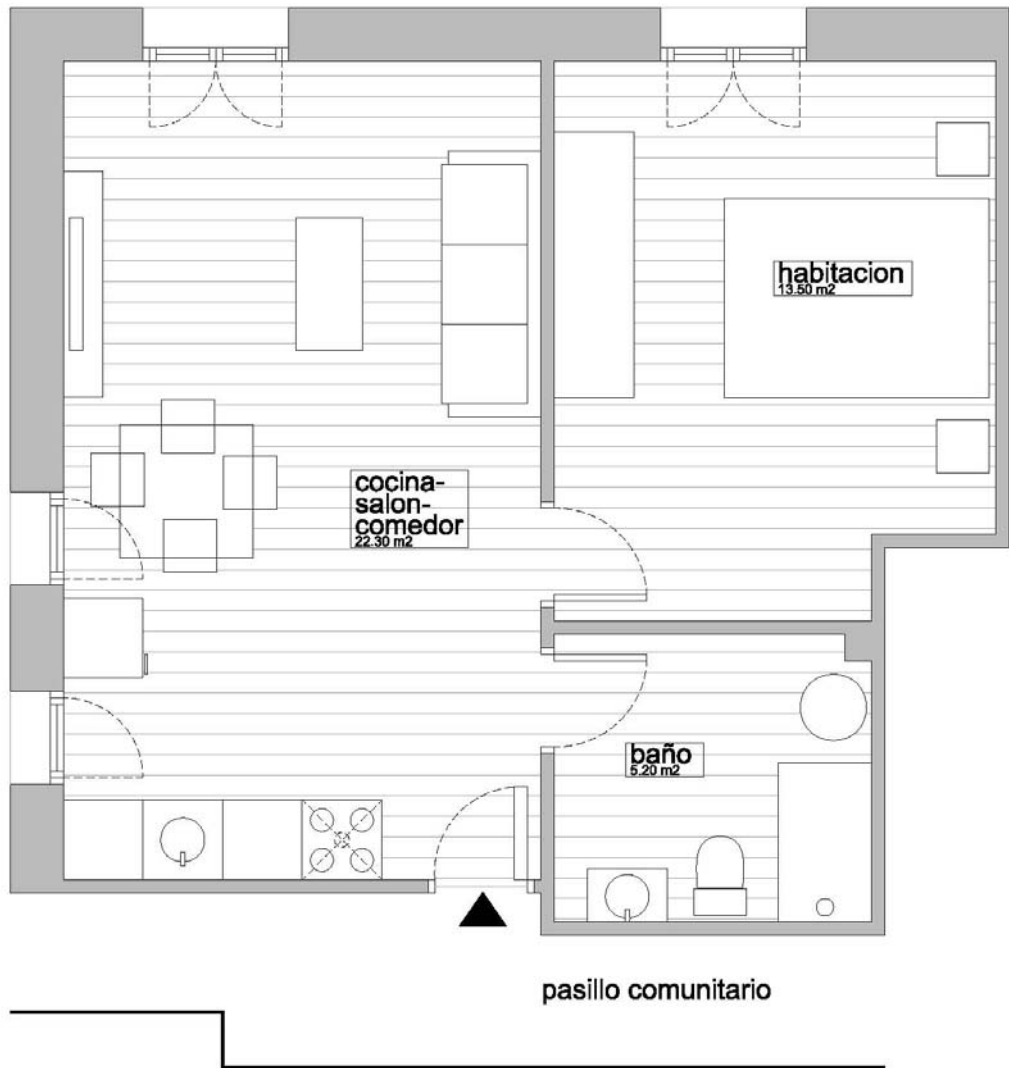 habitacion
13.50 m2
cocina-
salon-
comedor
22.30 m2
baño
5.20 m2
pasillo comunitario